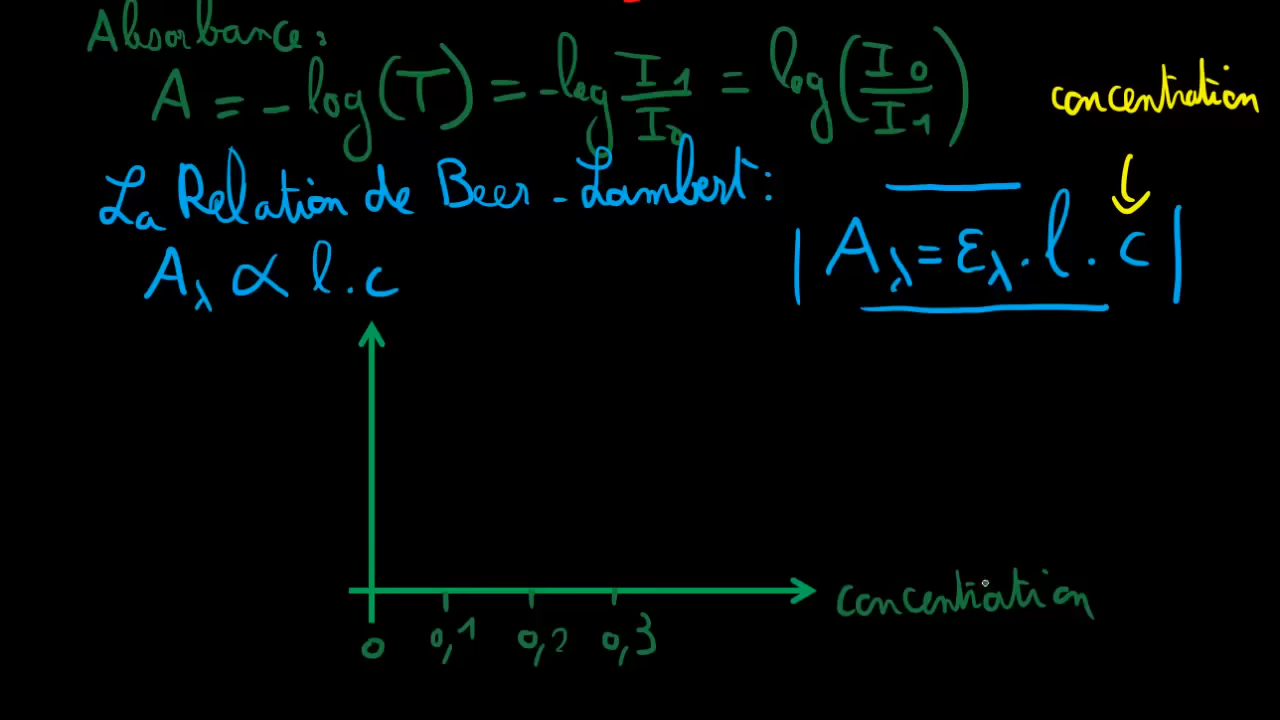 Absorbance:
A = - log(T) = -log I1/I0 = log(I0/I1)
concentration
La Relation de Beer - Lambert:
Aλ = ελ . l . c
Aλ ∝ l . c
concentration
0 0,1 0,2 0,3